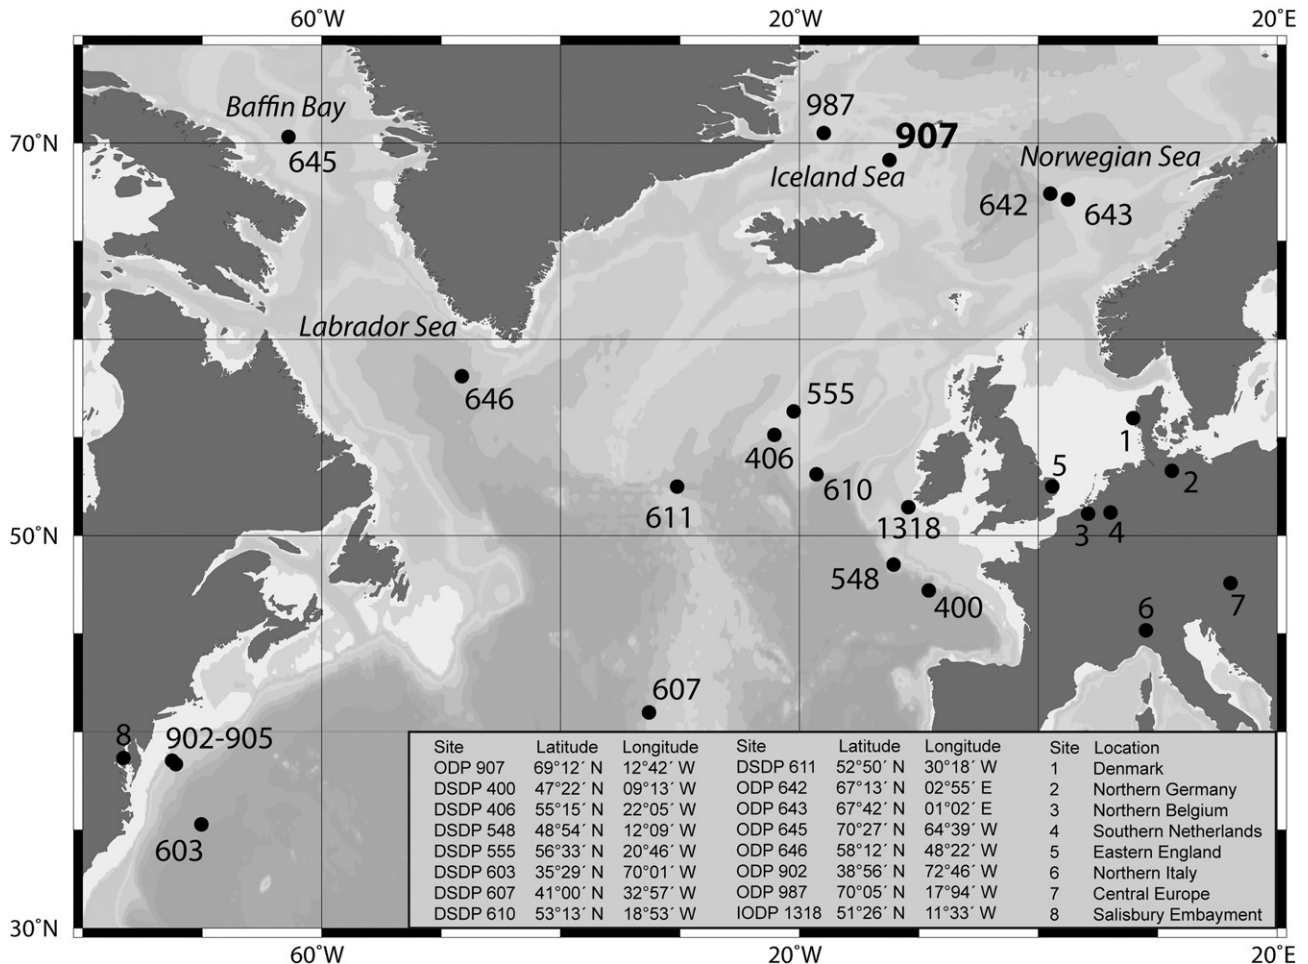 60°W 20°W 20°E
Baffin Bay
987
907
70°N
645
Norwegian Sea
Iceland Sea
642
643
Labrador Sea
646
555
1
406
5
2
610
611
1318
3
4
50°N
548
400
6
7
607
8
902-905
603
Site Latitude Longitude Site Latitude Longitude Site Location
ODP 907 69°12´ N 12°42´ W DSDP 611 52°50´ N 30°18´ W 1 Denmark
DSDP 400 47°22´ N 09°13´ W ODP 642 67°13´ N 02°55´ E 2 Northern Germany
DSDP 406 55°15´ N 22°05´ W ODP 643 67°42´ N 01°02´ E 3 Northern Belgium
DSDP 548 48°54´ N 12°09´ W ODP 645 70°27´ N 64°39´ W 4 Southern Netherlands
DSDP 555 56°33´ N 20°46´ W ODP 646 58°12´ N 48°22´ W 5 Eastern England
DSDP 603 35°29´ N 70°01´ W ODP 902 38°56´ N 72°46´ W 6 Northern Italy
DSDP 607 41°00´ N 32°57´ W ODP 987 70°05´ N 17°94´ W 7 Central Europe
DSDP 610 53°13´ N 18°53´ W IODP 1318 51°26´ N 11°33´ W 8 Salisbury Embayment
30°N
60°W 20°W 20°E